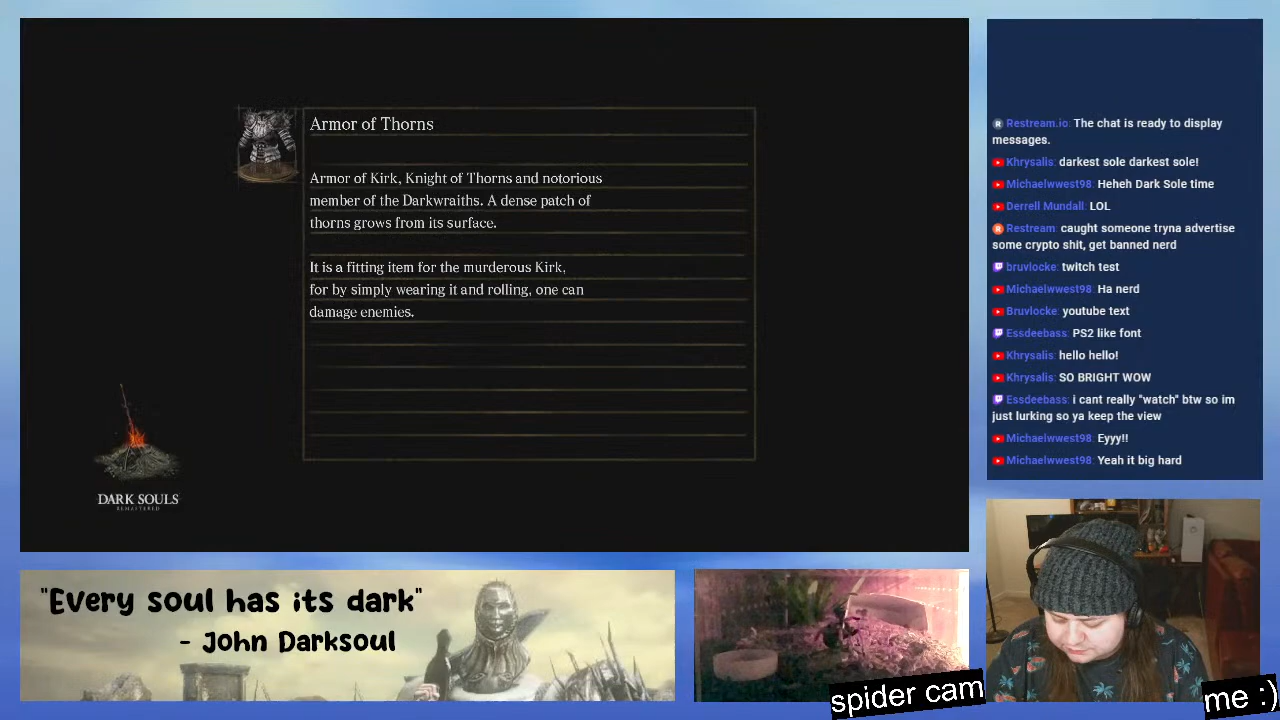 Armor of Thorns
Armor of Kirk, Knight of Thorns and notorious
member of the Darkwraiths. A dense patch of
thorns grows from its surface.
It is a fitting item for the murderous Kirk,
for by simply wearing it and rolling, one can
damage enemies.
DARK SOULS
REMASTERED
R Restream.io: The chat is ready to display
messages.
Khrysalis: darkest sole darkest sole!
Michaelwwest98: Heheh Dark Sole time
Derrell Mundall: LOL
R Restream: caught someone tryna advertise
some crypto shit, get banned nerd
bruvlocke: twitch test
Michaelwwest98: Ha nerd
Bruvlocke: youtube text
Essdeebass: PS2 like font
Khrysalis: hello hello!
Khrysalis: SO BRIGHT WOW
Essdeebass: i cant really "watch" btw so im
just lurking so ya keep the view
Michaelwwest98: Eyyy!!
Michaelwwest98: Yeah it big hard
"Every soul has its dark"
- John Darksoul
spider cam
me :)